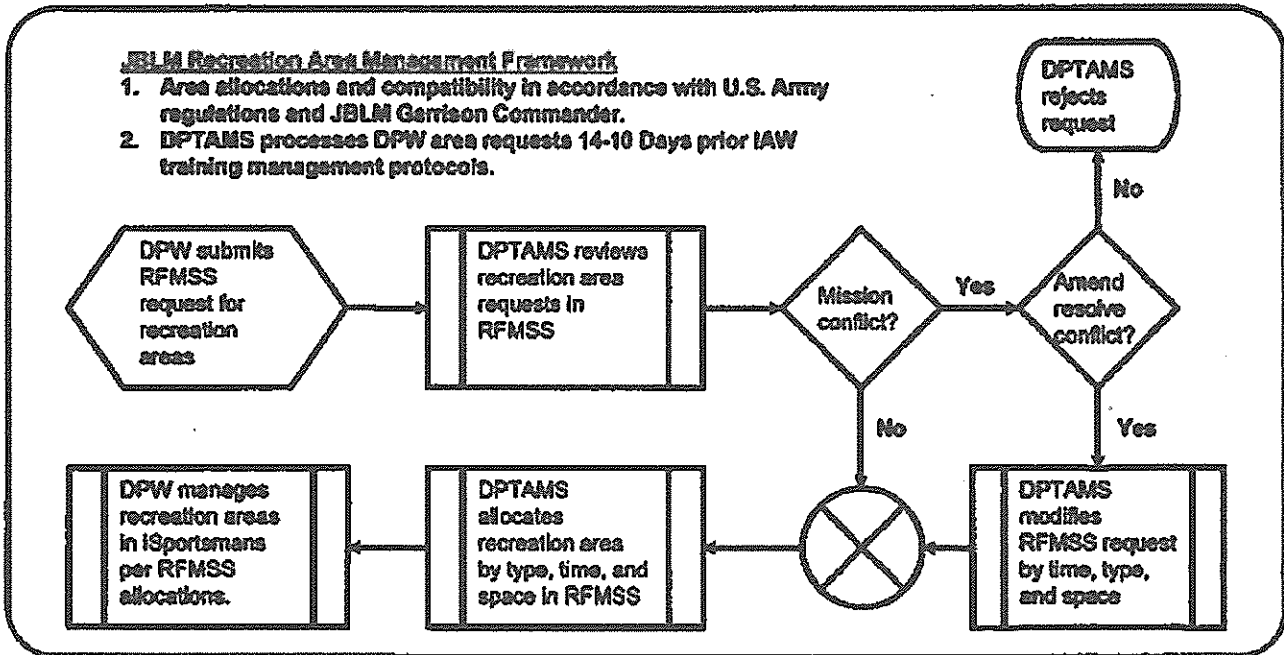 JBLM Recreation Area Management Framework
1. Area allocations and compatibility in accordance with U.S. Army
regulations and JBLM Garrison Commander.
2. DPTAMS processes DPW area requests 14-10 Days prior IAW
training management protocols.
DPTAMS
rejects
request
No
DPW submits
RFMSS
request for
recreation
areas
DPTAMS reviews
recreation area
requests in
RFMSS
Mission
conflict?
Yes
Amend
resolve
conflict?
No
Yes
DPW manages
recreation areas
in iSportsmans
per RFMSS
allocations.
DPTAMS
allocates
recreation area
by type, time, and
space in RFMSS
DPTAMS
modifies
RFMSS request
by time, type,
and space